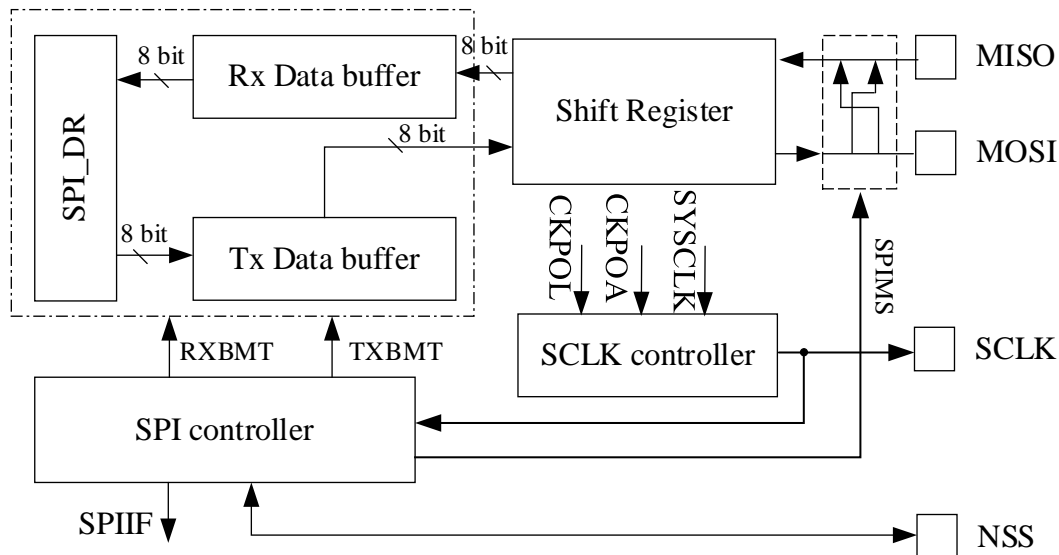 8 bit
Rx Data buffer
8 bit
Shift Register
MISO
SPI_DR
8 bit
MOSI
8 bit
Tx Data buffer
CKPOL
CKPOA
SYSCLK
SPIMS
RXBMT
TXBMT
SCLK controller
SCLK
SPI controller
SPIIF
NSS